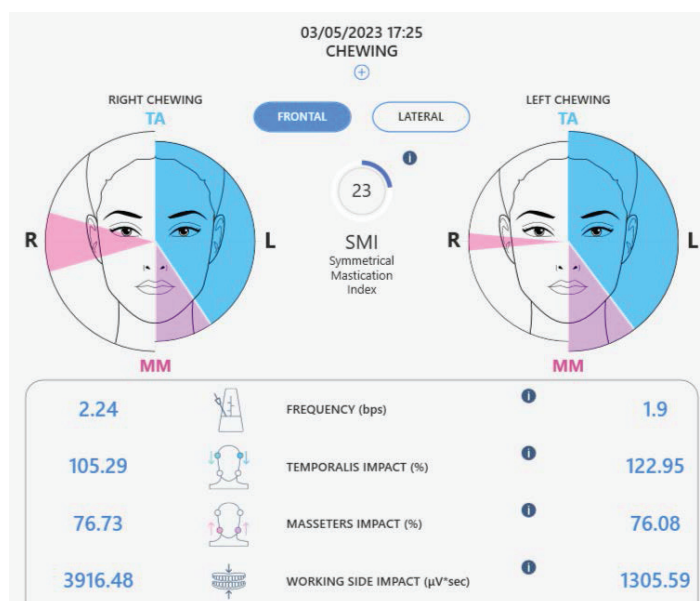 03/05/2023 17:25
CHEWING
RIGHT CHEWING
TA
FRONTAL
LATERAL
LEFT CHEWING
TA
i
23
R
L
SMI
Symmetrical
Mastication
Index
R
L
MM
MM
2.24
FREQUENCY (bps)
i
1.9
105.29
TEMPORALIS IMPACT (%)
i
122.95
76.73
MASSETERS IMPACT (%)
i
76.08
3916.48
WORKING SIDE IMPACT (µV*sec)
i
1305.59